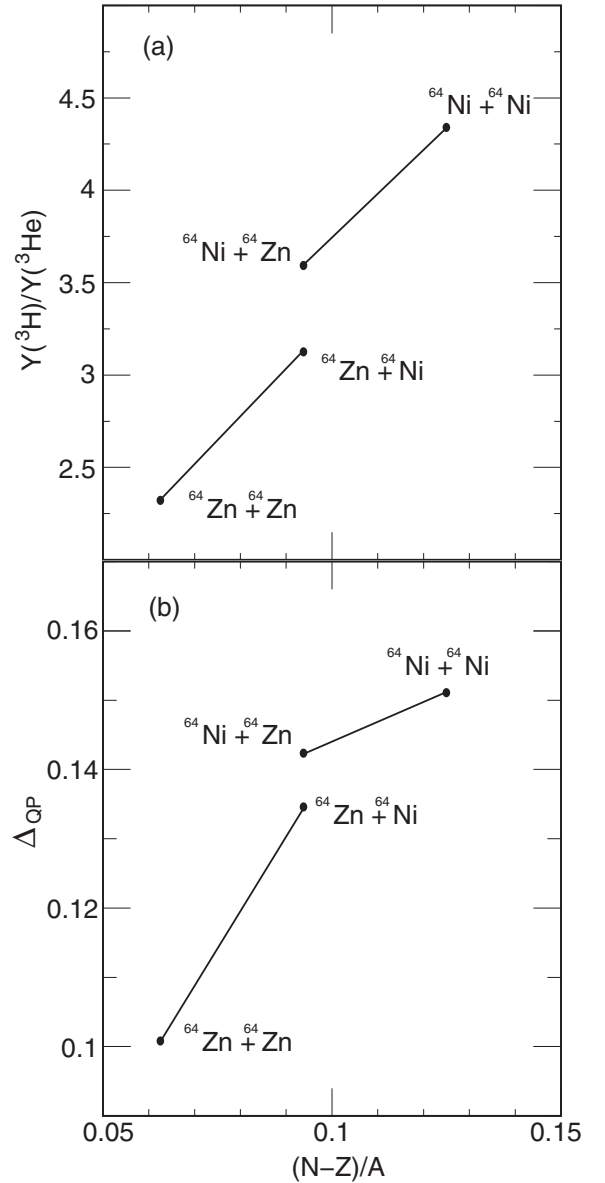 (a)
4.5
⁶⁴Ni + ⁶⁴Ni
4
⁶⁴Ni + ⁶⁴Zn
3.5
Y(³H)/Y(³He)
⁶⁴Zn + ⁶⁴Ni
3
2.5
⁶⁴Zn + ⁶⁴Zn
(b)
0.16
⁶⁴Ni + ⁶⁴Ni
⁶⁴Ni + ⁶⁴Zn
0.14
⁶⁴Zn + ⁶⁴Ni
Δ_QP
0.12
⁶⁴Zn + ⁶⁴Zn
0.1
0.05 0.1 0.15
(N−Z)/A